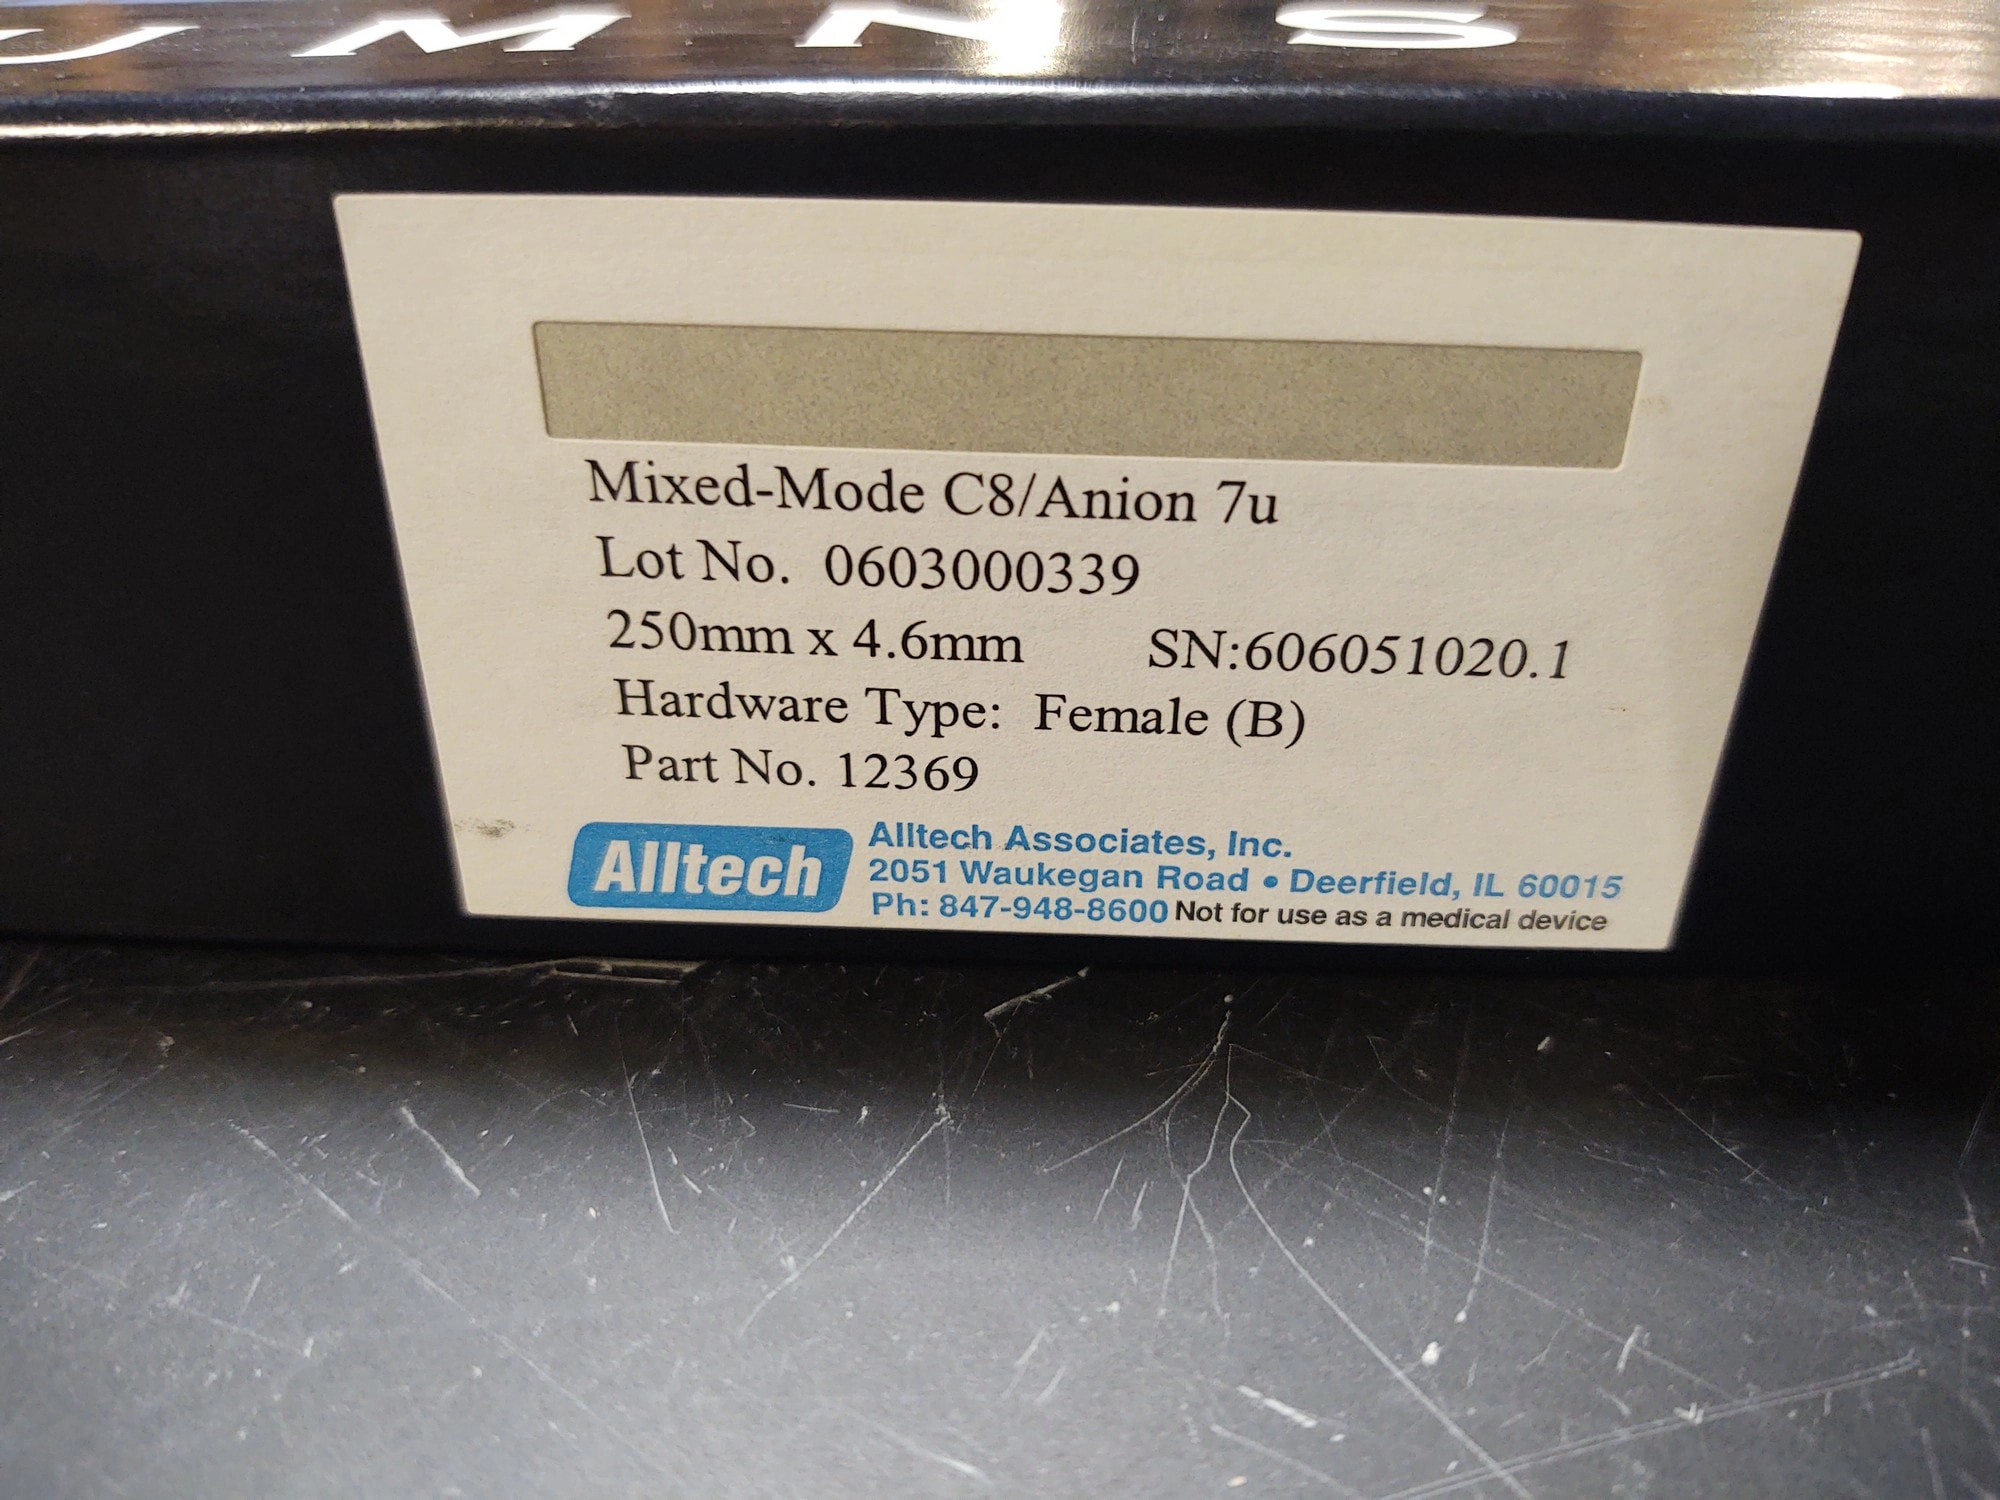 UMNS
Mixed-Mode C8/Anion 7u
Lot No. 0603000339
250mm x 4.6mm SN:606051020.1
Hardware Type: Female (B)
Part No. 12369
Alltech
Alltech Associates, Inc.
2051 Waukegan Road • Deerfield, IL 60015
Ph: 847-948-8600 Not for use as a medical device